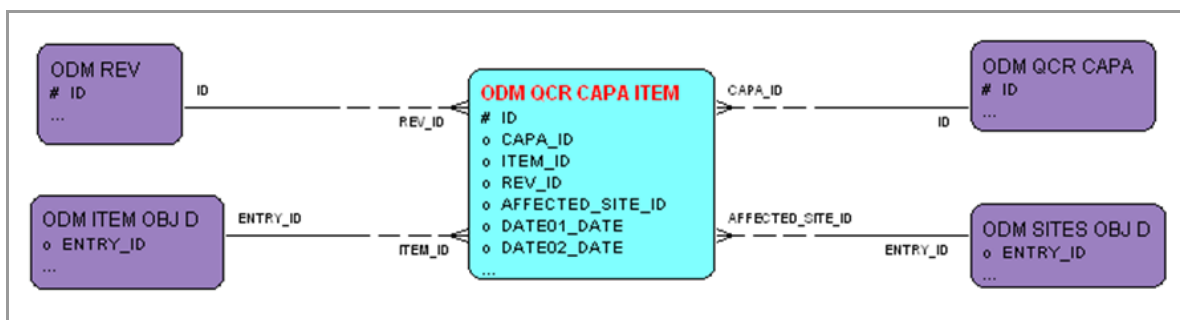 ODM REV
# ID
...
ID
REV_ID
ODM ITEM OBJ D
o ENTRY_ID
...
ENTRY_ID
ITEM_ID
ODM QCR CAPA ITEM
# ID
o CAPA_ID
o ITEM_ID
o REV_ID
o AFFECTED_SITE_ID
o DATE01_DATE
o DATE02_DATE
...
CAPA_ID
ID
ODM QCR CAPA
# ID
...
AFFECTED_SITE_ID
ENTRY_ID
ODM SITES OBJ D
o ENTRY_ID
...